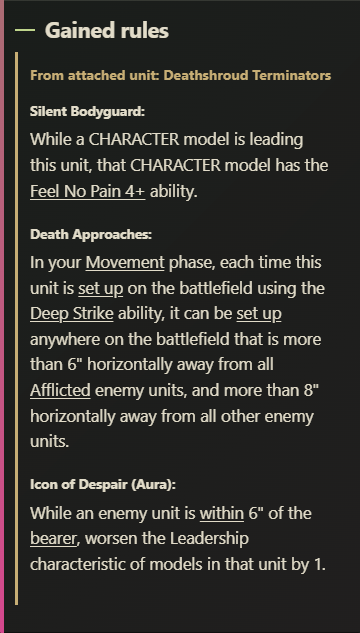 Gained rules
From attached unit: Deathshroud Terminators
Silent Bodyguard:
While a CHARACTER model is leading
this unit, that CHARACTER model has the
Feel No Pain 4+ ability.
Death Approaches:
In your Movement phase, each time this
unit is set up on the battlefield using the
Deep Strike ability, it can be set up
anywhere on the battlefield that is more
than 6" horizontally away from all
Afflicted enemy units, and more than 8"
horizontally away from all other enemy
units.
Icon of Despair (Aura):
While an enemy unit is within 6" of the
bearer, worsen the Leadership
characteristic of models in that unit by 1.